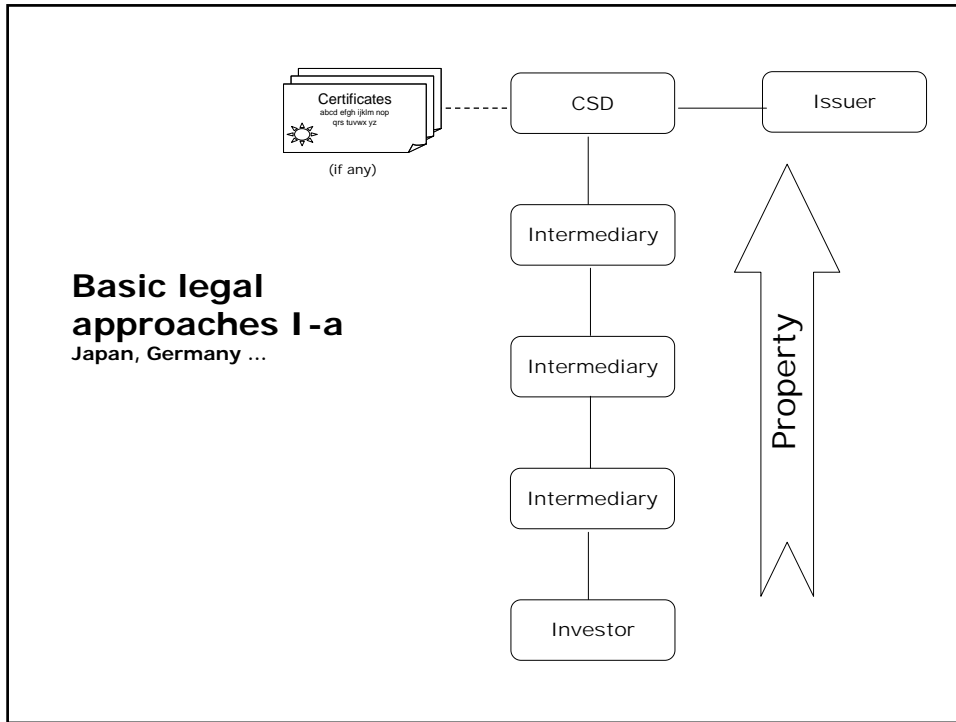 Certificates
abcd efgh ijklm nop
qrs tuvwx yz
(if any)
CSD
Issuer
Intermediary
Basic legal
approaches I-a
Japan, Germany ...
Intermediary
Intermediary
Investor
Property